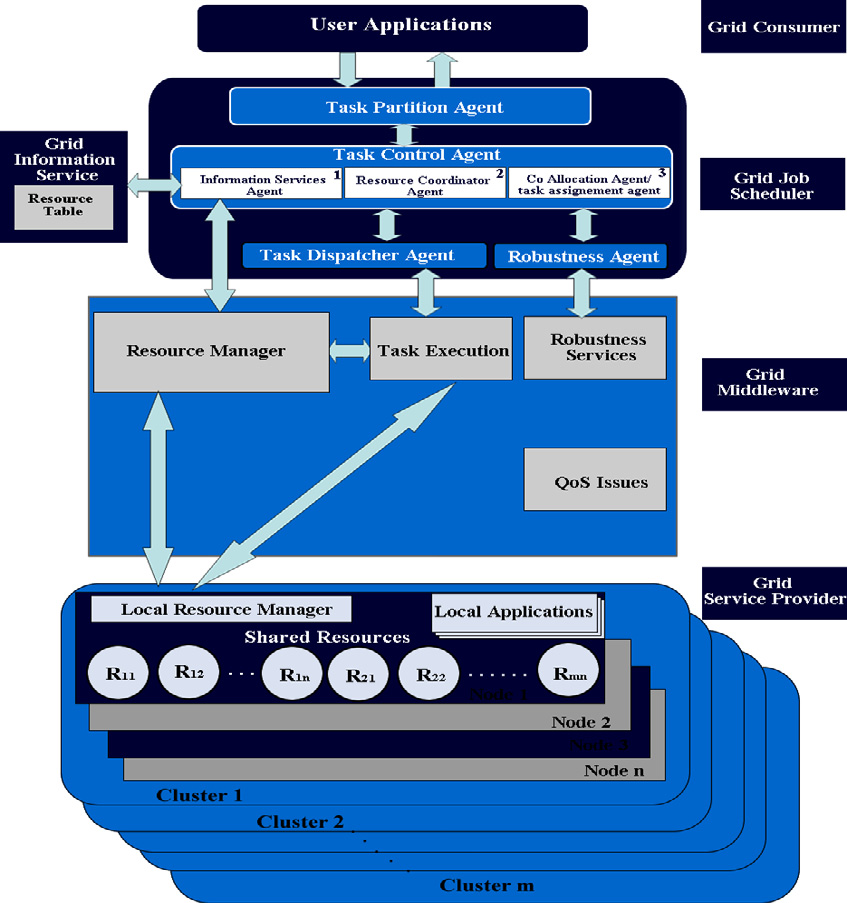 User Applications
Grid Consumer
Task Partition Agent
Grid
Information
Service
Resource
Table
Task Control Agent
Information Services
Agent
1
Resource Coordinator
Agent
2
Co Allocation Agent/
task assignement agent
3
Grid Job
Scheduler
Task Dispatcher Agent
Robustness Agent
Resource Manager
Task Execution
Robustness
Services
Grid
Middleware
QoS Issues
Grid
Service Provider
Local Resource Manager
Local Applications
Shared Resources
R11
R12
. . . .
R1n
R21
R22
. . . . . .
Rmn
Node 1
Node 2
Node 3
Node n
Cluster 1
Cluster 2
Cluster m